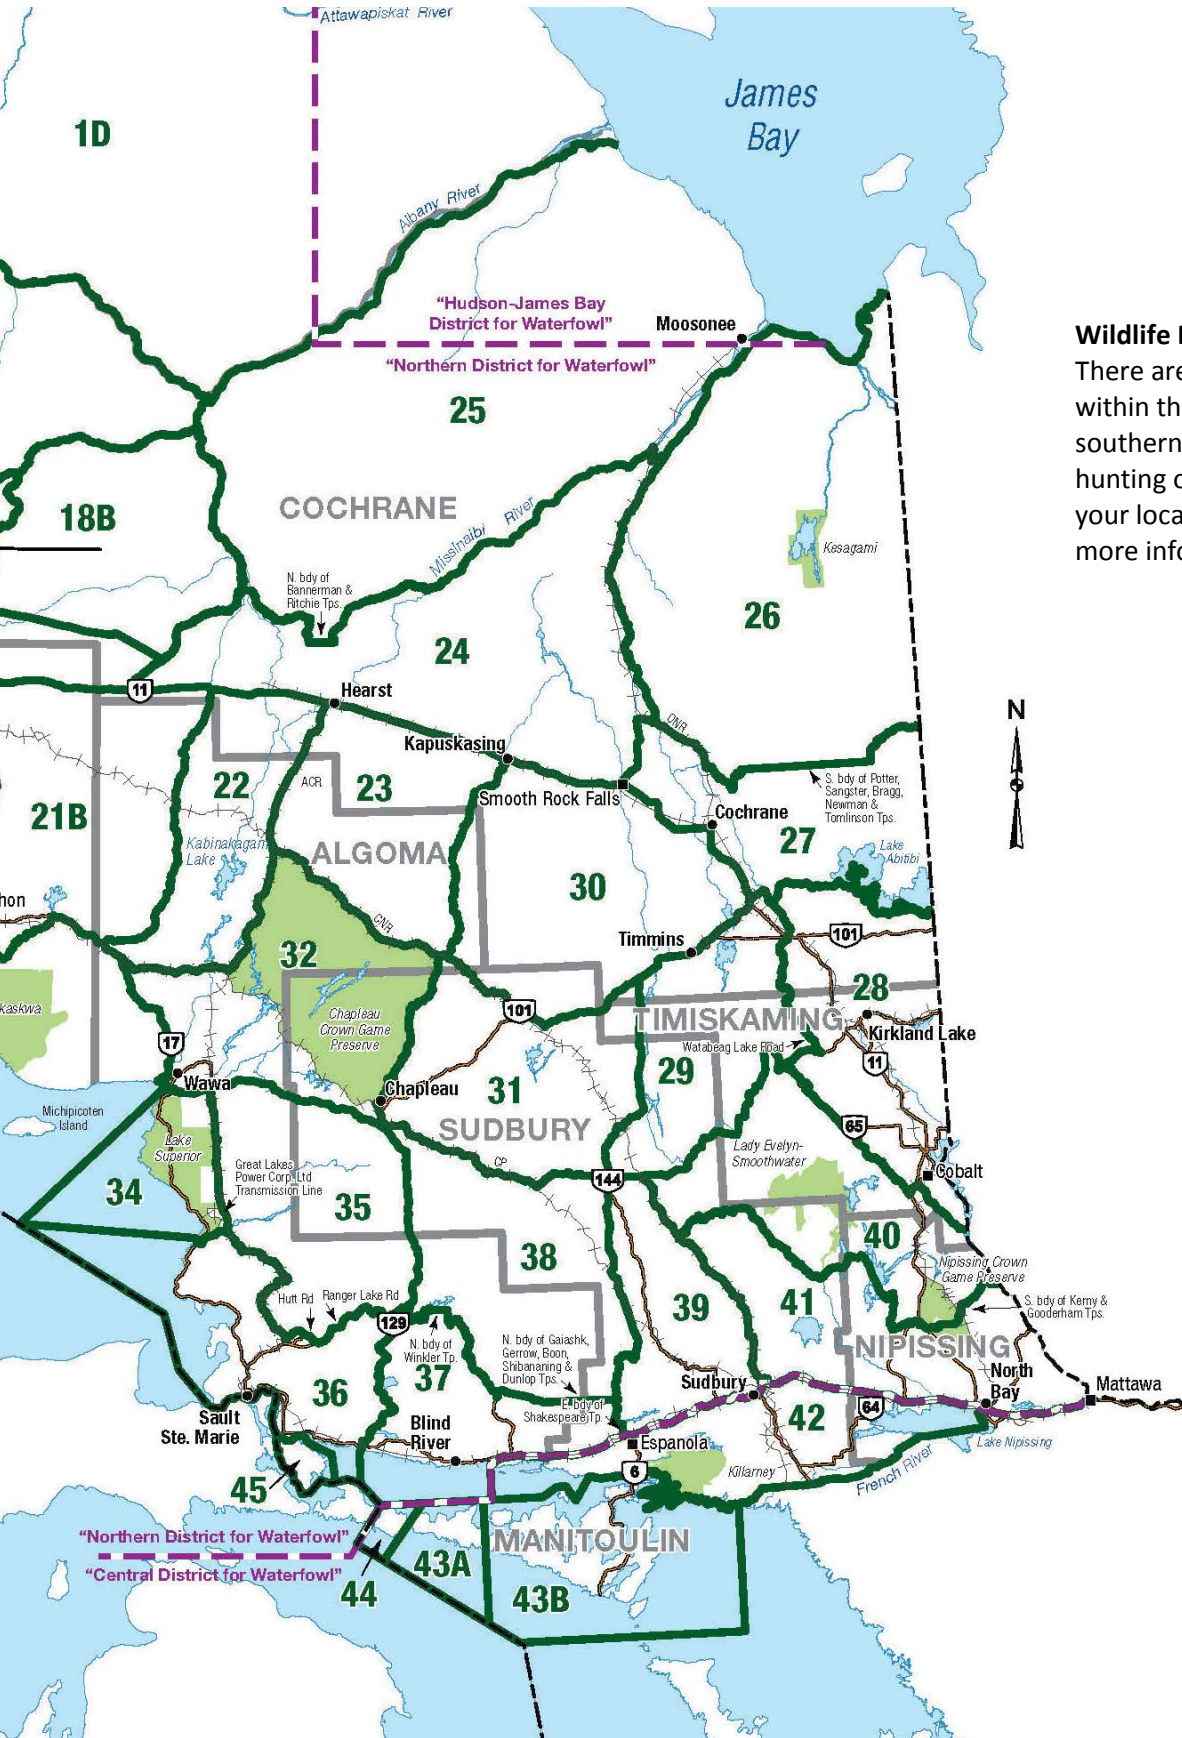 Attawapiskat River
James
Bay
1D
Albany River
"Hudson-James Bay
District for Waterfowl"
Moosonee
"Northern District for Waterfowl"
Wildlife
There are
within th
southern
hunting
your loca
more info
25
COCHRANE
18B
Missinaibi River
Kesagami
N. bdy of
Bannerman &
Ritchie Tps.
26
24
11
Hearst
N
ONR
Kapuskasing
ACR
22
23
Smooth Rock Falls
S. bdy of Potter,
Sangster, Bragg,
Newman &
Tomlinson Tps.
21B
Cochrane
27
Kabinakagami
Lake
ALGOMA
Lake
Abitibi
30
hon
CNR
Timmins
101
32
28
kaskwa
Chapleau
Crown Game
Preserve
101
TIMISKAMING
Kirkland Lake
17
Watabeag Lake Road
11
Wawa
29
Chapleau
31
Michipicoten
Island
SUDBURY
65
Lake
Superior
Lady Evelyn-
Smoothwater
CP
Great Lakes
Power Corp. Ltd
Transmission Line
144
Cobalt
34
35
38
40
Nipissing Crown
Game Preserve
Hutt Rd
Ranger Lake Rd
39
41
S. bdy of Kerny &
Gooderham Tps.
129
N. bdy of
Winkler Tp.
N. bdy of Gaiashk,
Gerrow, Boon,
Shibananing &
Dunlop Tps.
NIPISSING
37
36
Sudbury
North
Bay
Mattawa
E. bdy of
Shakespeare Tp.
64
42
Sault
Ste. Marie
Blind
River
Espanola
Lake Nipissing
6
Killarney
French River
45
"Northern District for Waterfowl"
MANITOULIN
"Central District for Waterfowl"
44
43A
43B